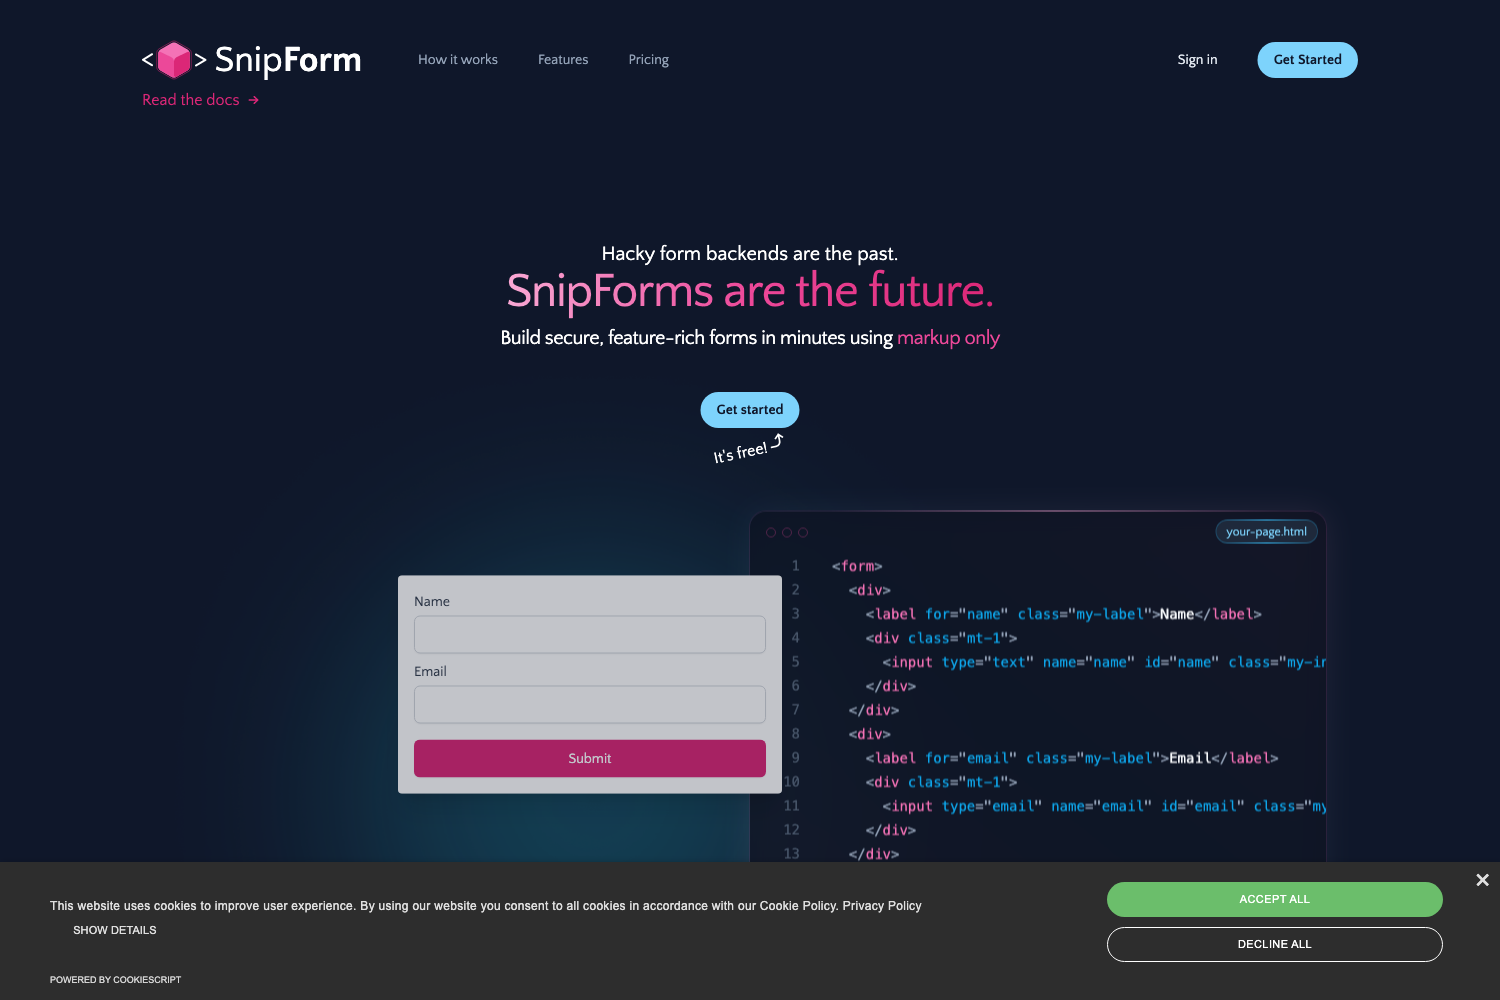 <> SnipForm
How it works
Features
Pricing
Sign in
Get Started
Read the docs →
Hacky form backends are the past.
SnipForms are the future.
Build secure, feature-rich forms in minutes using markup only
Get started
It's free!
your-page.html
Name
Email
Submit
1 <form>
2 <div>
3 <label for="name" class="my-label">Name</label>
4 <div class="mt-1">
5 <input type="text" name="name" id="name" class="my-in
6 </div>
7 </div>
8 <div>
9 <label for="email" class="my-label">Email</label>
10 <div class="mt-1">
11 <input type="email" name="email" id="email" class="my
12 </div>
13 </div>
This website uses cookies to improve user experience. By using our website you consent to all cookies in accordance with our Cookie Policy. Privacy Policy
SHOW DETAILS
POWERED BY COOKIESCRIPT
ACCEPT ALL
DECLINE ALL
×